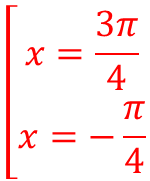 x = 3π/4
x = −π/4